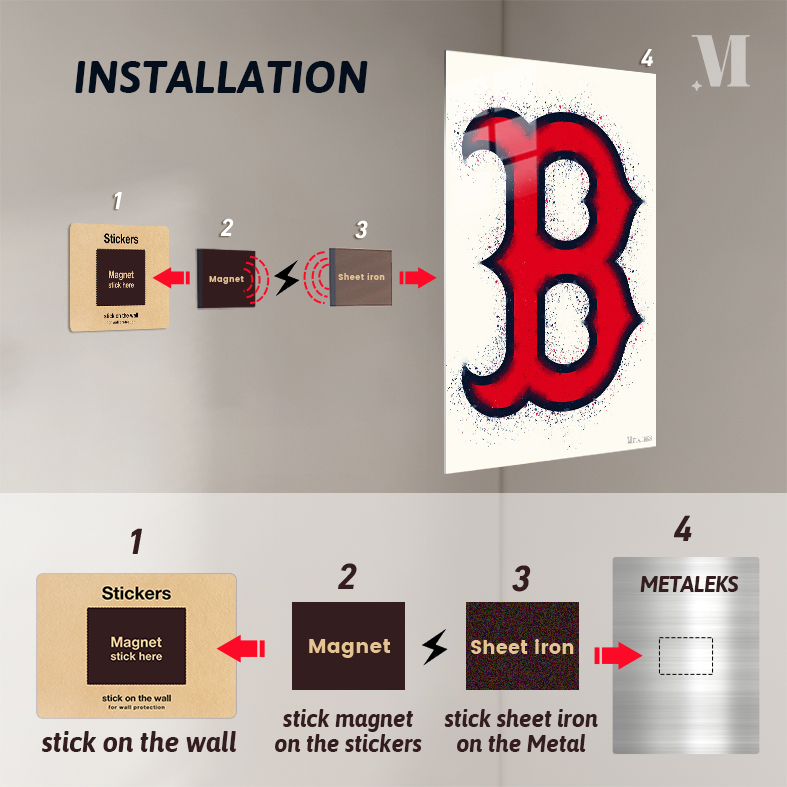 INSTALLATION
4
M
1
2
3
Stickers
Magnet
stick here
stick on the wall
for wall protection
Magnet
Sheet iron
B
1
2
3
4
Stickers
Magnet
stick here
stick on the wall
for wall protection
Magnet
Sheet iron
METALEKS
stick on the wall
stick magnet
on the stickers
stick sheet iron
on the Metal